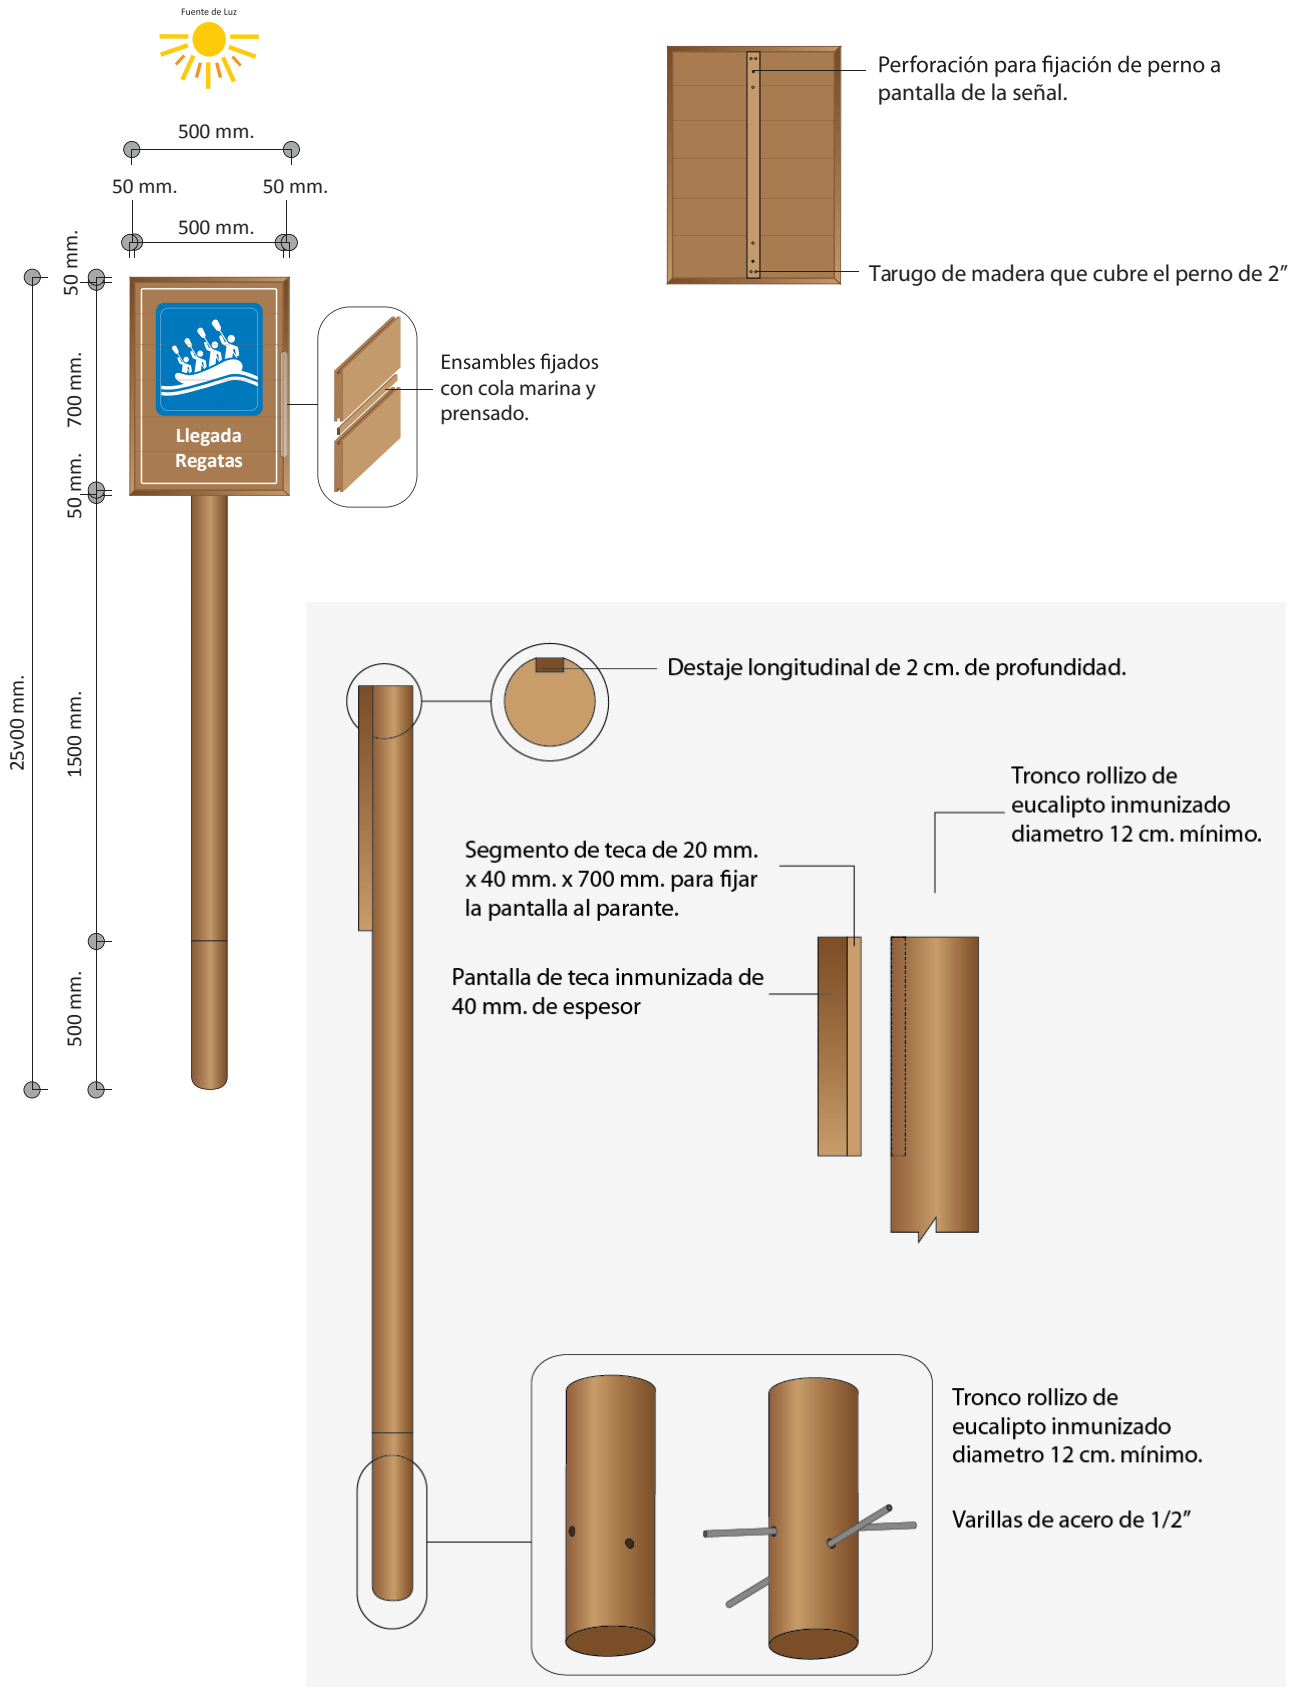 Fuente de Luz
500 mm.
50 mm.
50 mm.
500 mm.
50 mm.
700 mm.
50 mm.
1500 mm.
500 mm.
25v00 mm.
Llegada
Regatas
Ensambles fijados
con cola marina y
prensado.
Perforación para fijación de perno a
pantalla de la señal.
Tarugo de madera que cubre el perno de 2”
Destaje longitudinal de 2 cm. de profundidad.
Tronco rollizo de
eucalipto inmunizado
diametro 12 cm. mínimo.
Segmento de teca de 20 mm.
x 40 mm. x 700 mm. para fijar
la pantalla al parante.
Pantalla de teca inmunizada de
40 mm. de espesor
Tronco rollizo de
eucalipto inmunizado
diametro 12 cm. mínimo.
Varillas de acero de 1/2”